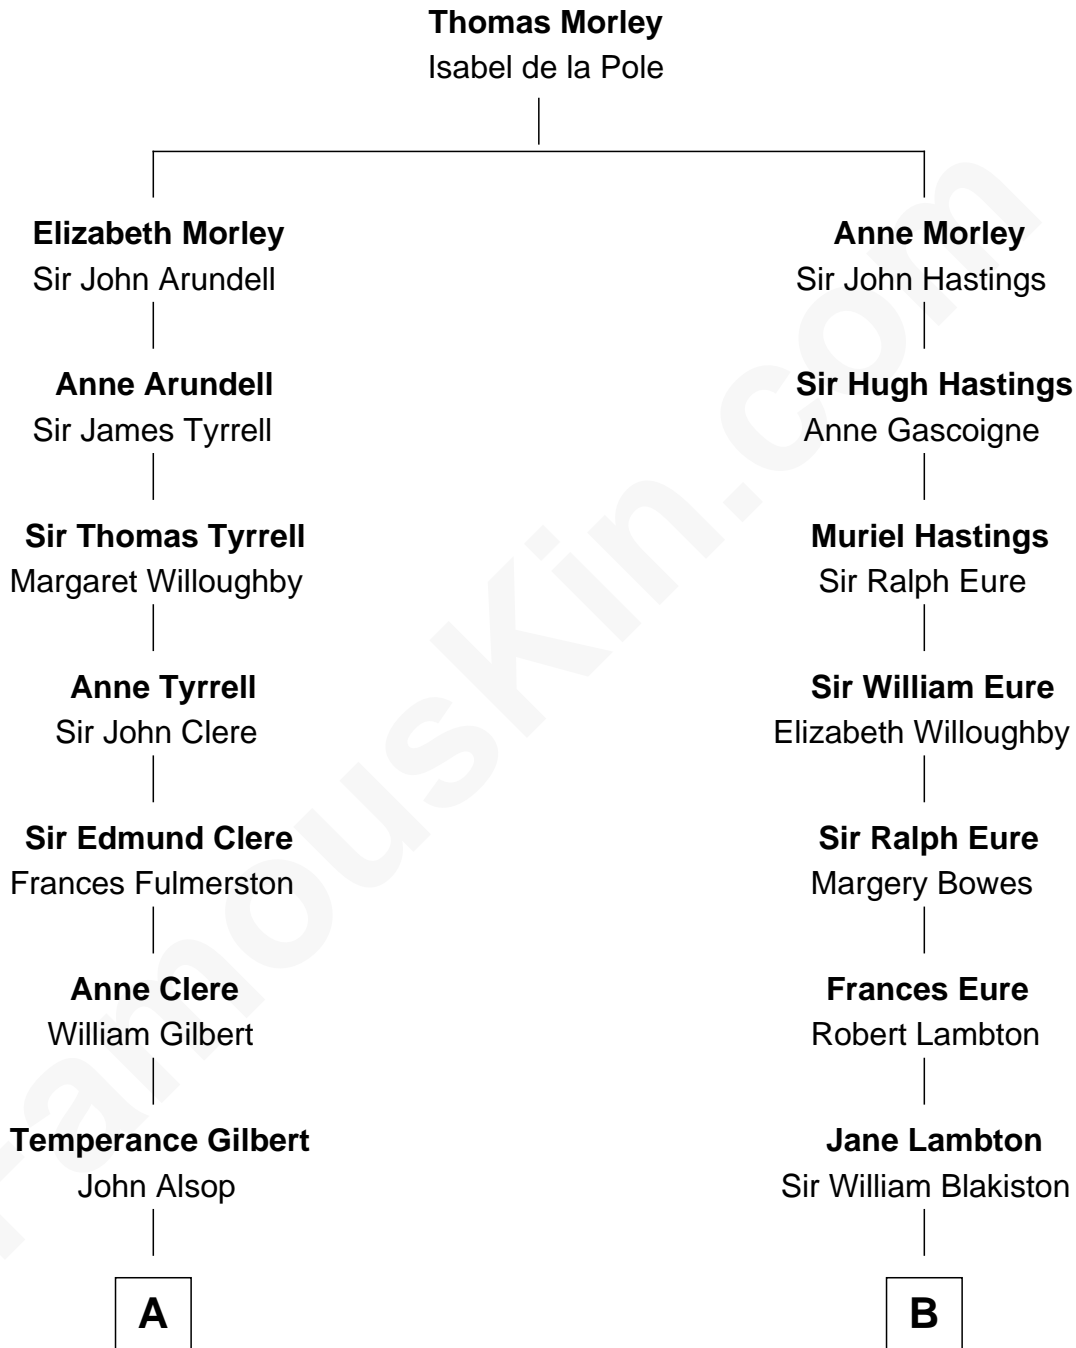 Thomas Morley
Isabel de la Pole
Elizabeth Morley
Sir John Arundell
Anne Morley
Sir John Hastings
Anne Arundell
Sir James Tyrrell
Sir Hugh Hastings
Anne Gascoigne
Sir Thomas Tyrrell
Margaret Willoughby
Muriel Hastings
Sir Ralph Eure
Anne Tyrrell
Sir John Clere
Sir William Eure
Elizabeth Willoughby
Sir Edmund Clere
Frances Fulmerston
Sir Ralph Eure
Margery Bowes
Anne Clere
William Gilbert
Frances Eure
Robert Lambton
Temperance Gilbert
John Alsop
Jane Lambton
Sir William Blakiston
A
B
FamousKin.com